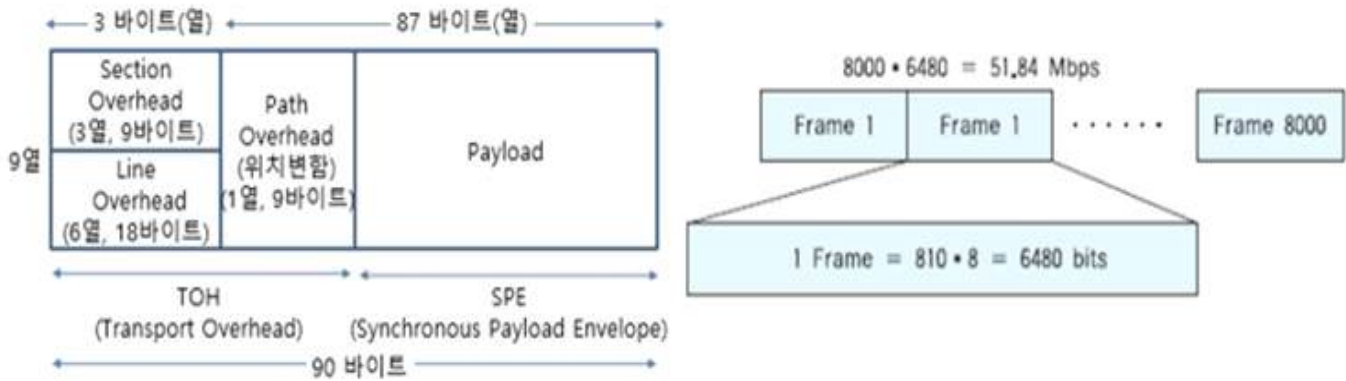 3 바이트(열)
87 바이트(열)
9열
Section
Overhead
(3열, 9바이트)
Line
Overhead
(6열, 18바이트)
Path
Overhead
(위치변함)
(1열, 9바이트)
Payload
TOH
(Transport Overhead)
SPE
(Synchronous Payload Envelope)
90 바이트
8000 • 6480 = 51.84 Mbps
Frame 1
Frame 1
· · · · · ·
Frame 8000
1 Frame = 810 • 8 = 6480 bits